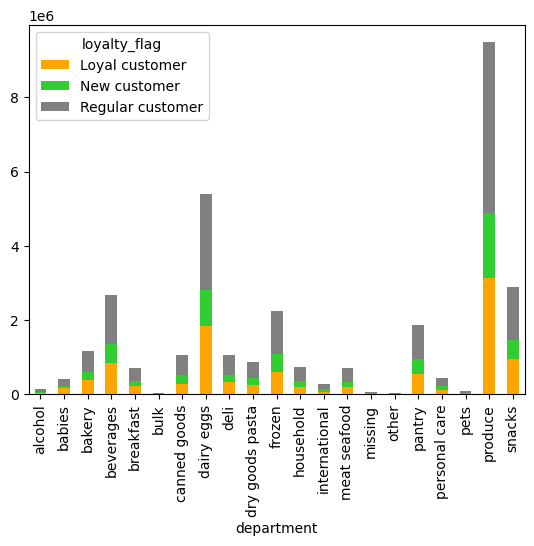 1e6
loyalty_flag
Loyal customer
New customer
Regular customer
8
6
4
2
0
alcohol
babies
bakery
beverages
breakfast
bulk
canned goods
dairy eggs
deli
dry goods pasta
frozen
household
international
meat seafood
missing
other
pantry
personal care
pets
produce
snacks
department